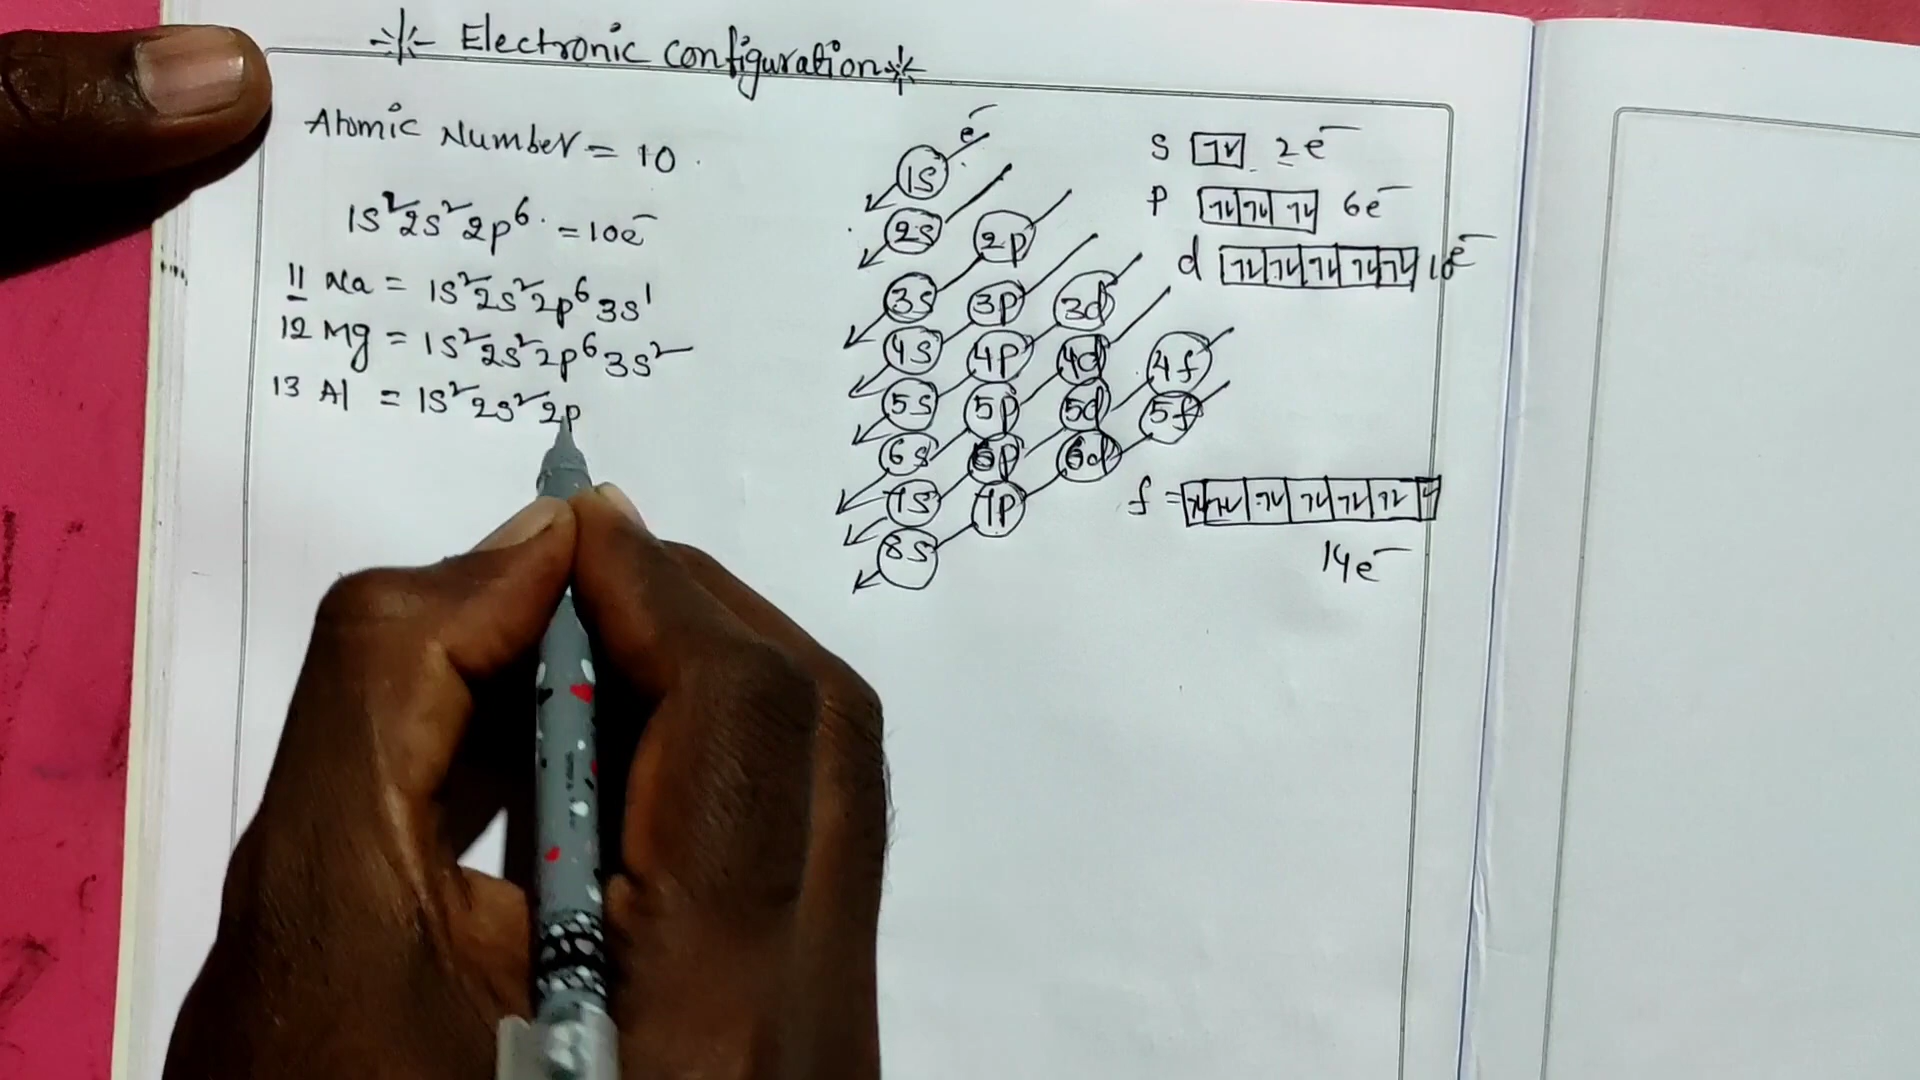 Electronic configuration
Atomic Number = 10
1s² 2s² 2p⁶ = 10e⁻
11 Na = 1s² 2s² 2p⁶ 3s¹
12 Mg = 1s² 2s² 2p⁶ 3s²
13 Al = 1s² 2s² 2p
e⁻
1s
2s 2p
3s 3p 3d
4s 4p 4d 4f
5s 5p 5d 5f
6s 6p 6d
7s 7p
8s
s 2e⁻
p 6e⁻
d 10e⁻
f =
14e⁻